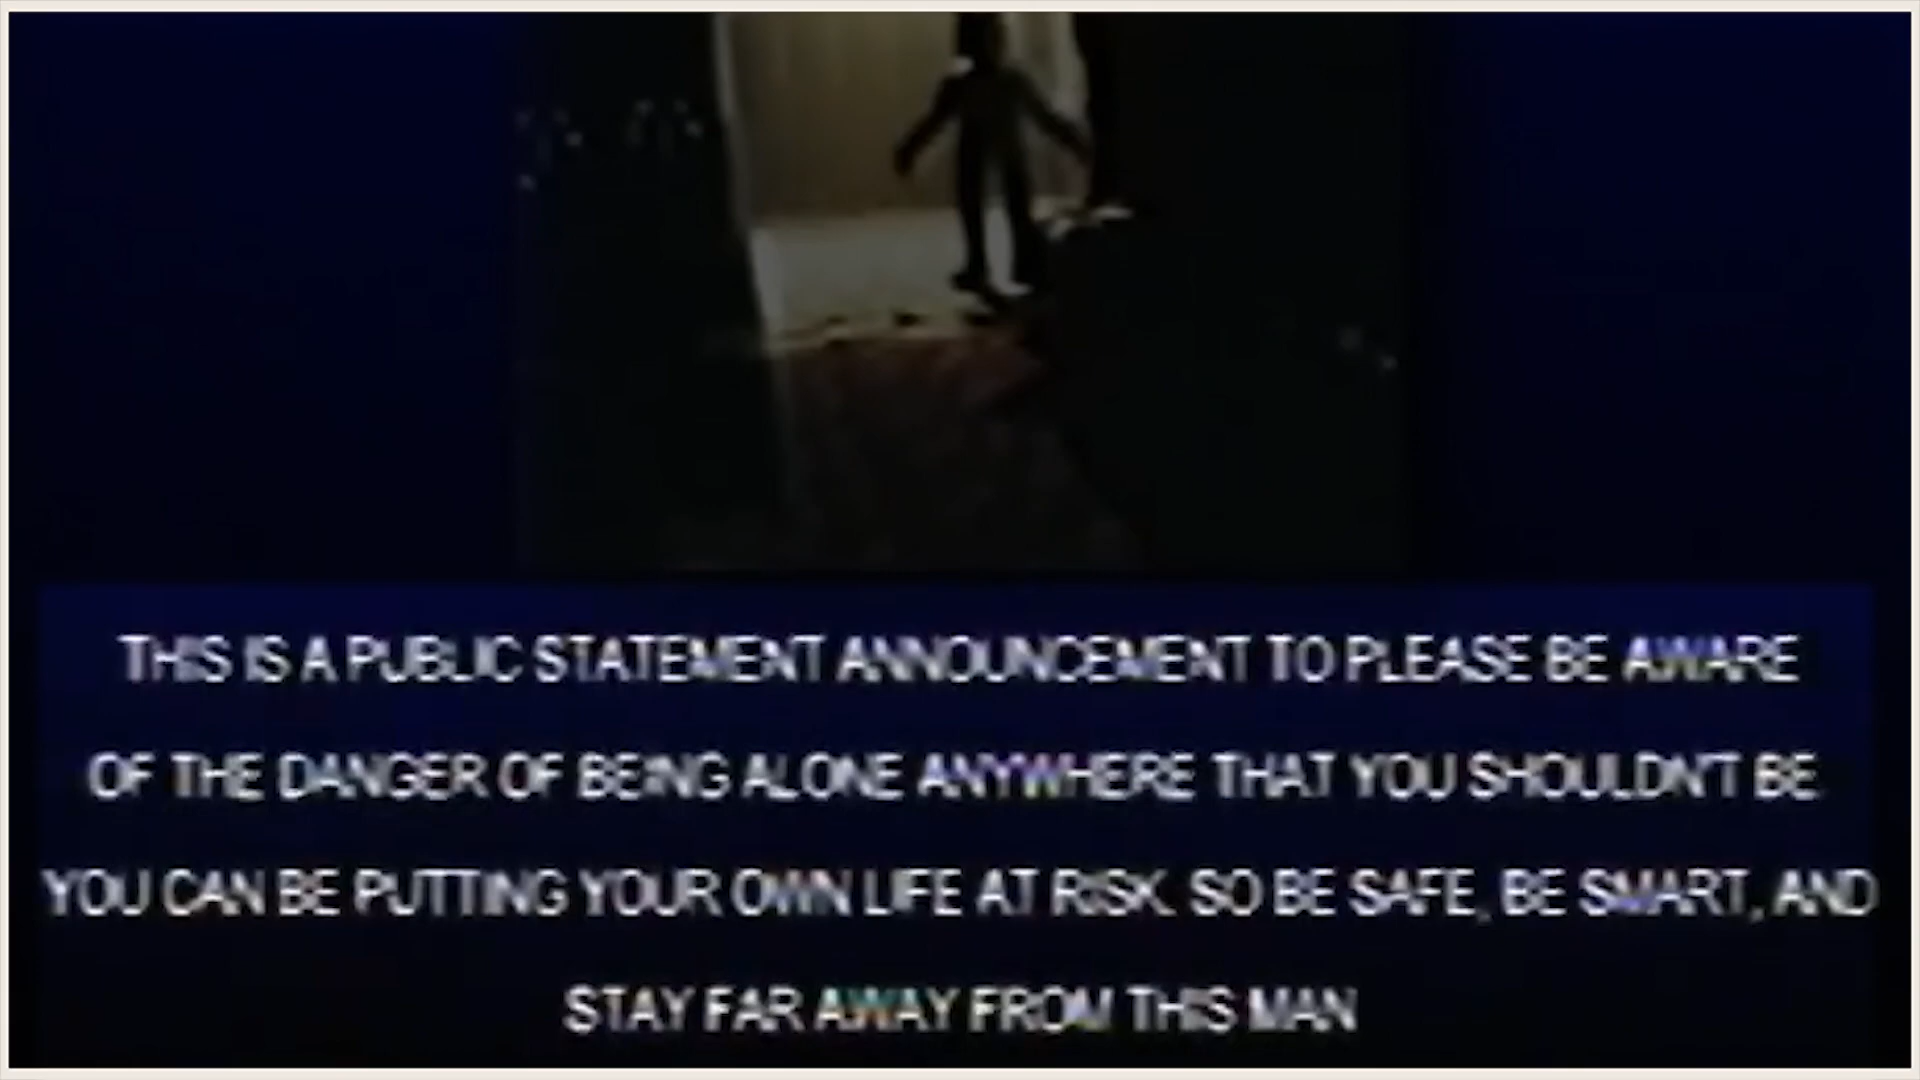 THIS IS A PUBLIC STATEMENT ANNOUNCEMENT TO PLEASE BE AWARE
OF THE DANGER OF BEING ALONE ANYWHERE THAT YOU SHOULDN'T BE
YOU CAN BE PUTTING YOUR OWN LIFE AT RISK. SO BE SAFE, BE SMART, AND
STAY FAR AWAY FROM THIS MAN